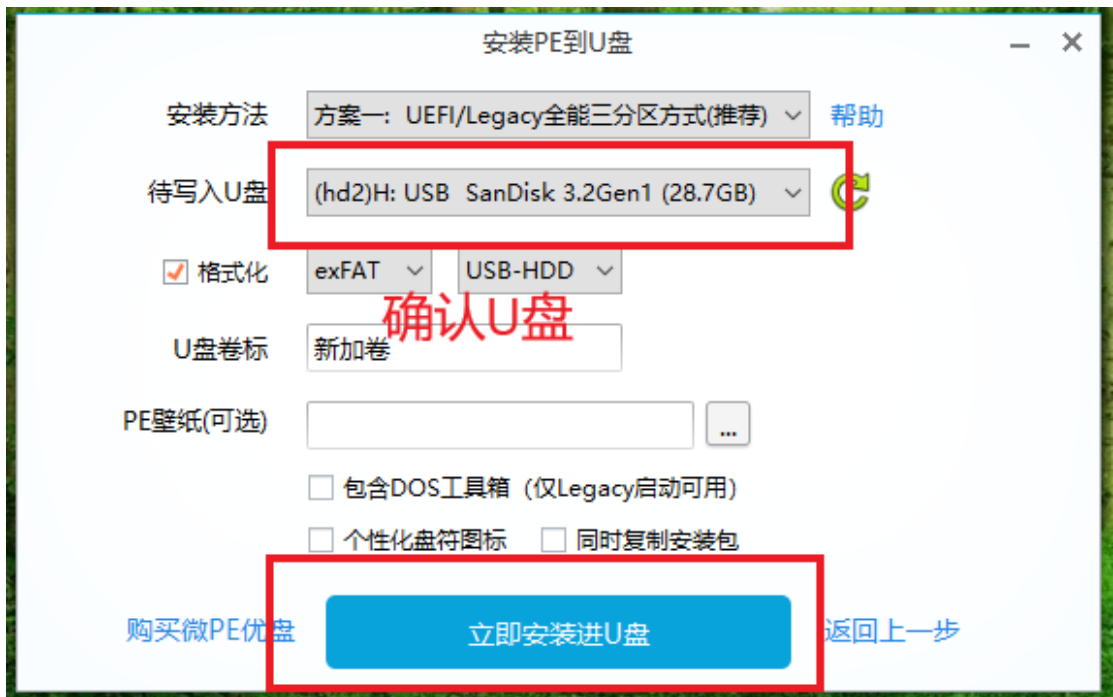 安装PE到U盘
安装方法 方案一：UEFI/Legacy全能三分区方式(推荐) 帮助
待写入U盘 (hd2)H: USB SanDisk 3.2Gen1 (28.7GB)
格式化 exFAT USB-HDD
确认U盘
U盘卷标 新加卷
PE壁纸(可选) ...
包含DOS工具箱（仅Legacy启动可用）
个性化盘符图标 同时复制安装包
购买微PE优盘 立即安装进U盘 返回上一步